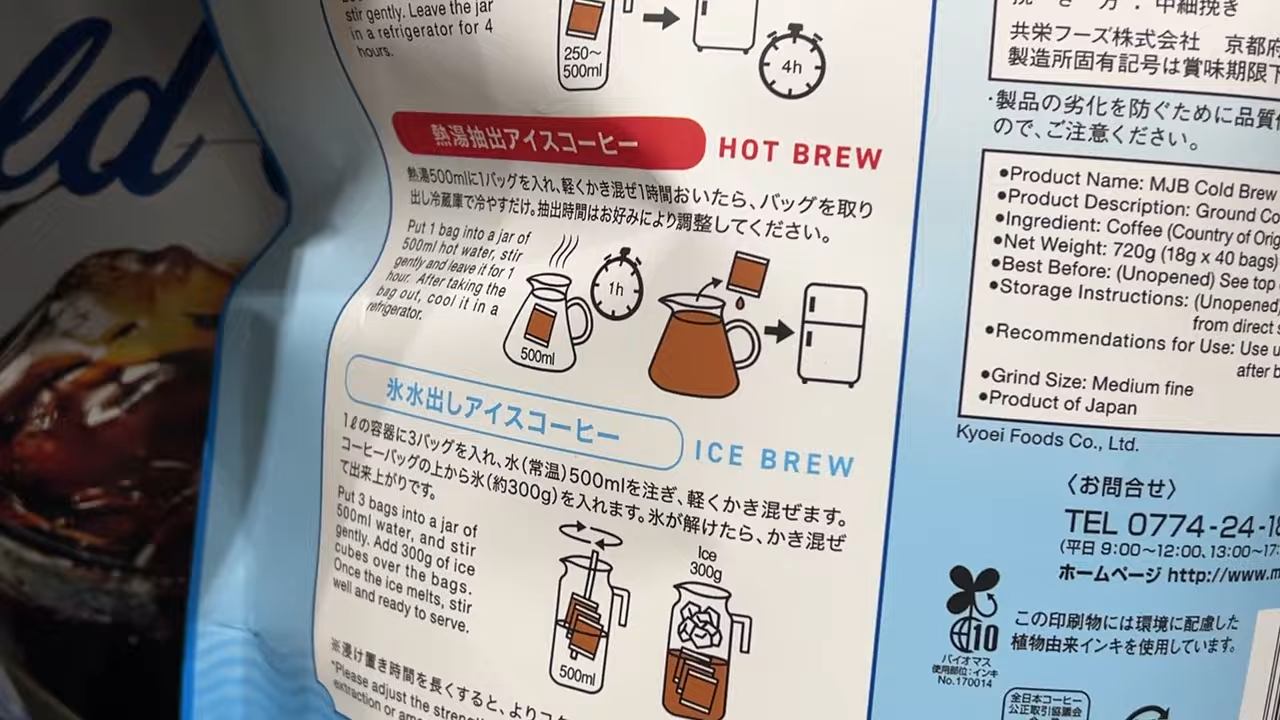 ld
stir gently. Leave the jar
in a refrigerator for 4
hours.
250～
500ml
4h
熱湯抽出アイスコーヒー
HOT BREW
熱湯500mlに1バッグを入れ、軽くかき混ぜ1時間おいたら、バッグを取り
出し冷蔵庫で冷やすだけ。抽出時間はお好みにより調整してください。
Put 1 bag into a jar of
500ml hot water, stir
gently and leave it for 1
hour. After taking the
bag out, cool it in a
refrigerator.
1h
500ml
氷水出しアイスコーヒー
ICE BREW
1ℓの容器に3バッグを入れ、水(常温)500mlを注ぎ、軽くかき混ぜます。
コーヒーバッグの上から氷(約300g)を入れます。氷が解けたら、かき混ぜ
て出来上がりです。
Put 3 bags into a jar of
500ml water, and stir
gently. Add 300g of ice
cubes over the bags.
Once the ice melts, stir
well and ready to serve.
500ml
Ice
300g
※浸け置き時間を長くすると、より
*Please adjust the
extraction or
挽き方：中細挽き
共栄フーズ株式会社 京都府
製造所固有記号は賞味期限下
・製品の劣化を防ぐために品質
ので、ご注意ください。
●Product Name: MJB Cold Brew
●Product Description: Ground
●Ingredient: Coffee (Country of
●Net Weight: 720g (18g x 40 bags)
●Best Before: (Unopened) See top
●Storage Instructions: (Unopened
from direct
●Recommendations for Use: Use
after
●Grind Size: Medium fine
●Product of Japan
Kyoei Foods Co., Ltd.
〈お問合せ〉
TEL 0774-24-
(平日 9:00〜12:00、13:00〜
ホームページ http://www.m
10
バイオマス
使用部位:インキ
No.170014
この印刷物には環境に配慮した
植物由来インキを使用しています。
全日本コーヒー
公正取引協議会